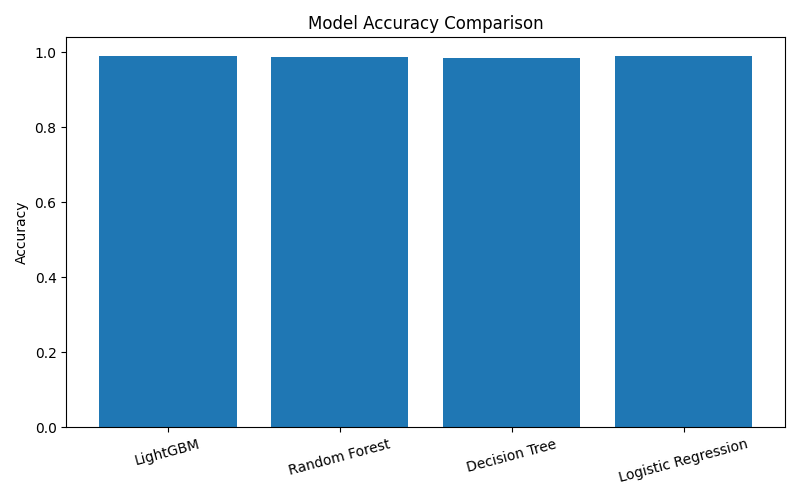 Model Accuracy Comparison
1.0
0.8
0.6
0.4
0.2
0.0
Accuracy
LightGBM
Random Forest
Decision Tree
Logistic Regression